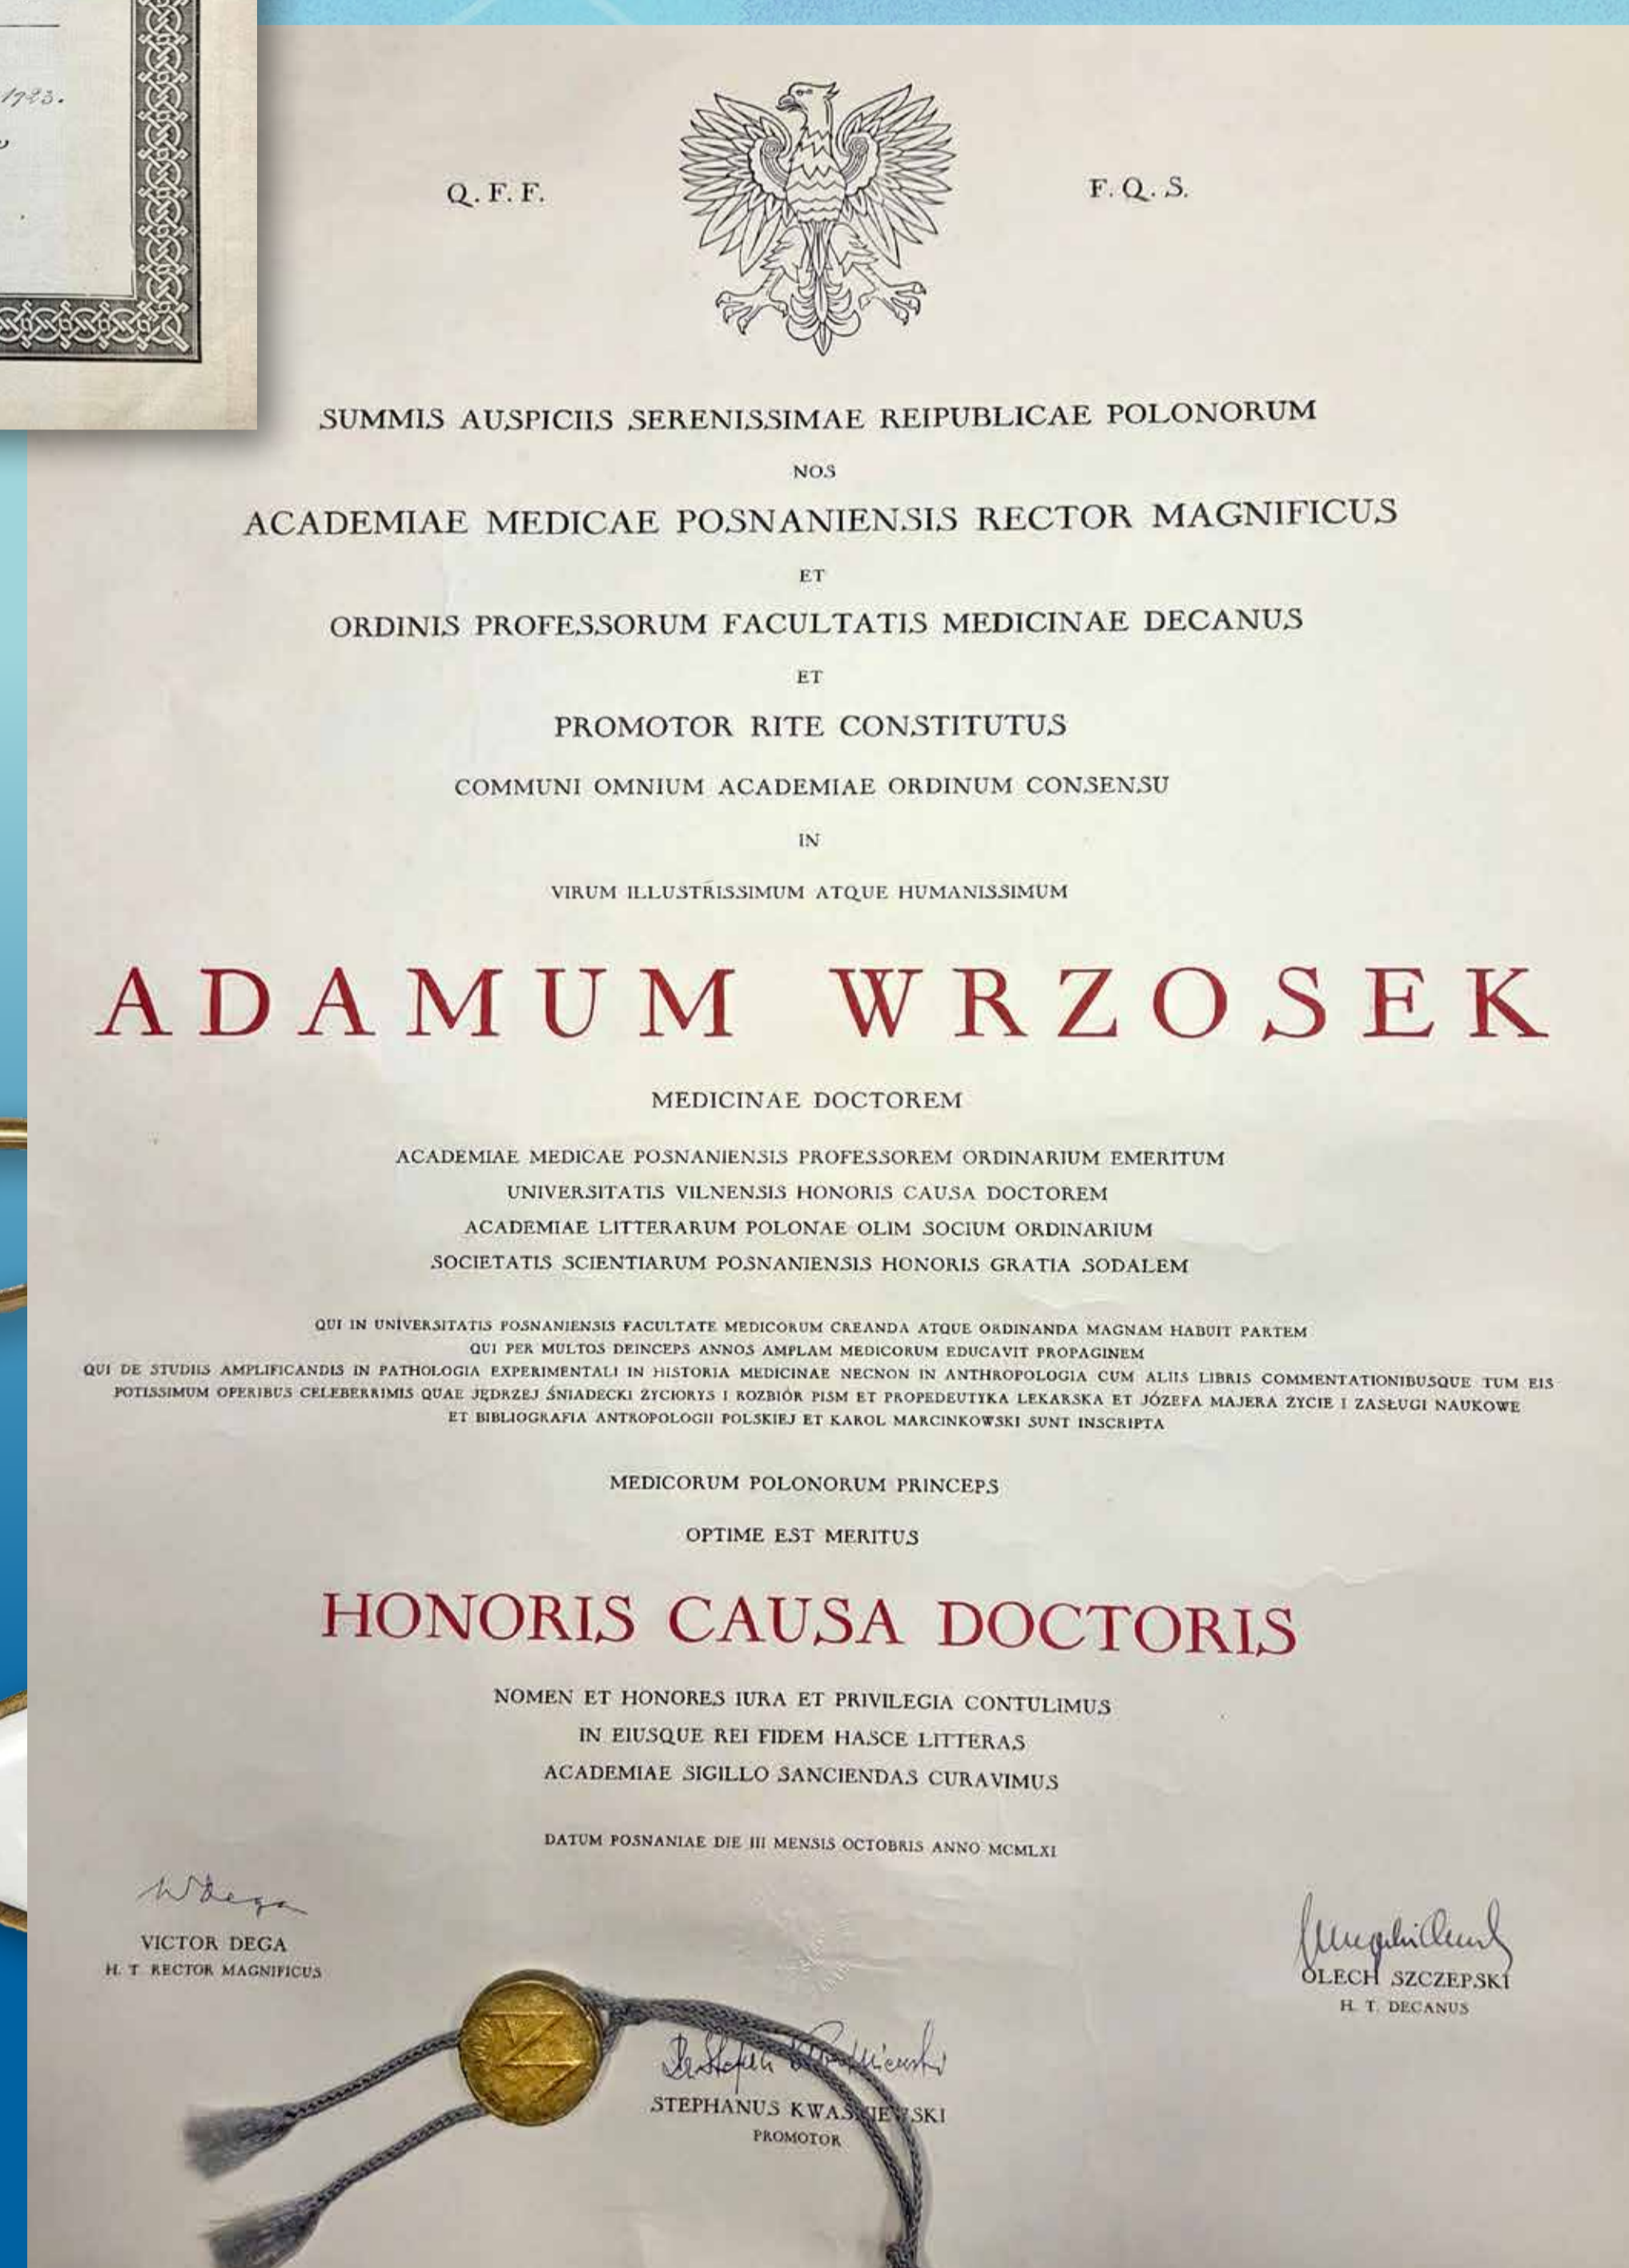 1923.
Q. F. F.
F. Q. S.
SUMMIS AUSPICIIS SERENISSIMAE REIPUBLICAE POLONORUM
NOS
ACADEMIAE MEDICAE POSNANIENSIS RECTOR MAGNIFICUS
ET
ORDINIS PROFESSORUM FACULTATIS MEDICINAE DECANUS
ET
PROMOTOR RITE CONSTITUTUS
COMMUNI OMNIUM ACADEMIAE ORDINUM CONSENSU
IN
VIRUM ILLUSTRISSIMUM ATQUE HUMANISSIMUM
ADAMUM WRZOSEK
MEDICINAE DOCTOREM
ACADEMIAE MEDICAE POSNANIENSIS PROFESSOREM ORDINARIUM EMERITUM
UNIVERSITATIS VILNENSIS HONORIS CAUSA DOCTOREM
ACADEMIAE LITTERARUM POLONAE OLIM SOCIUM ORDINARIUM
SOCIETATIS SCIENTIARUM POSNANIENSIS HONORIS GRATIA SODALEM
QUI IN UNIVERSITATIS POSNANIENSIS FACULTATE MEDICORUM CREANDA ATQUE ORDINANDA MAGNAM HABUIT PARTEM
QUI PER MULTOS DEINCEPS ANNOS AMPLAM MEDICORUM EDUCAVIT PROPAGINEM
QUI DE STUDIIS AMPLIFICANDIS IN PATHOLOGIA EXPERIMENTALI IN HISTORIA MEDICINAE NECNON IN ANTHROPOLOGIA CUM ALIIS LIBRIS COMMENTATIONIBUSQUE TUM EIS
POTISSIMUM OPERIBUS CELEBERRIMIS QUAE JĘDRZEJ ŚNIADECKI ŻYCIORYS I ROZBIÓR PISM ET PROPEDEUTYKA LEKARSKA ET JÓZEFA MAJERA ŻYCIE I ZASŁUGI NAUKOWE
ET BIBLIOGRAFIA ANTROPOLOGII POLSKIEJ ET KAROL MARCINKOWSKI SUNT INSCRIPTA
MEDICORUM POLONORUM PRINCEPS
OPTIME EST MERITUS
HONORIS CAUSA DOCTORIS
NOMEN ET HONORES IURA ET PRIVILEGIA CONTULIMUS
IN EIUSQUE REI FIDEM HASCE LITTERAS
ACADEMIAE SIGILLO SANCIENDAS CURAVIMUS
DATUM POSNANIAE DIE III MENSIS OCTOBRIS ANNO MCMLXI
W Dega
VICTOR DEGA
H. T. RECTOR MAGNIFICUS
OLECH SZCZEPSKI
H. T. DECANUS
STEPHANUS KWAŚNIEWSKI
PROMOTOR